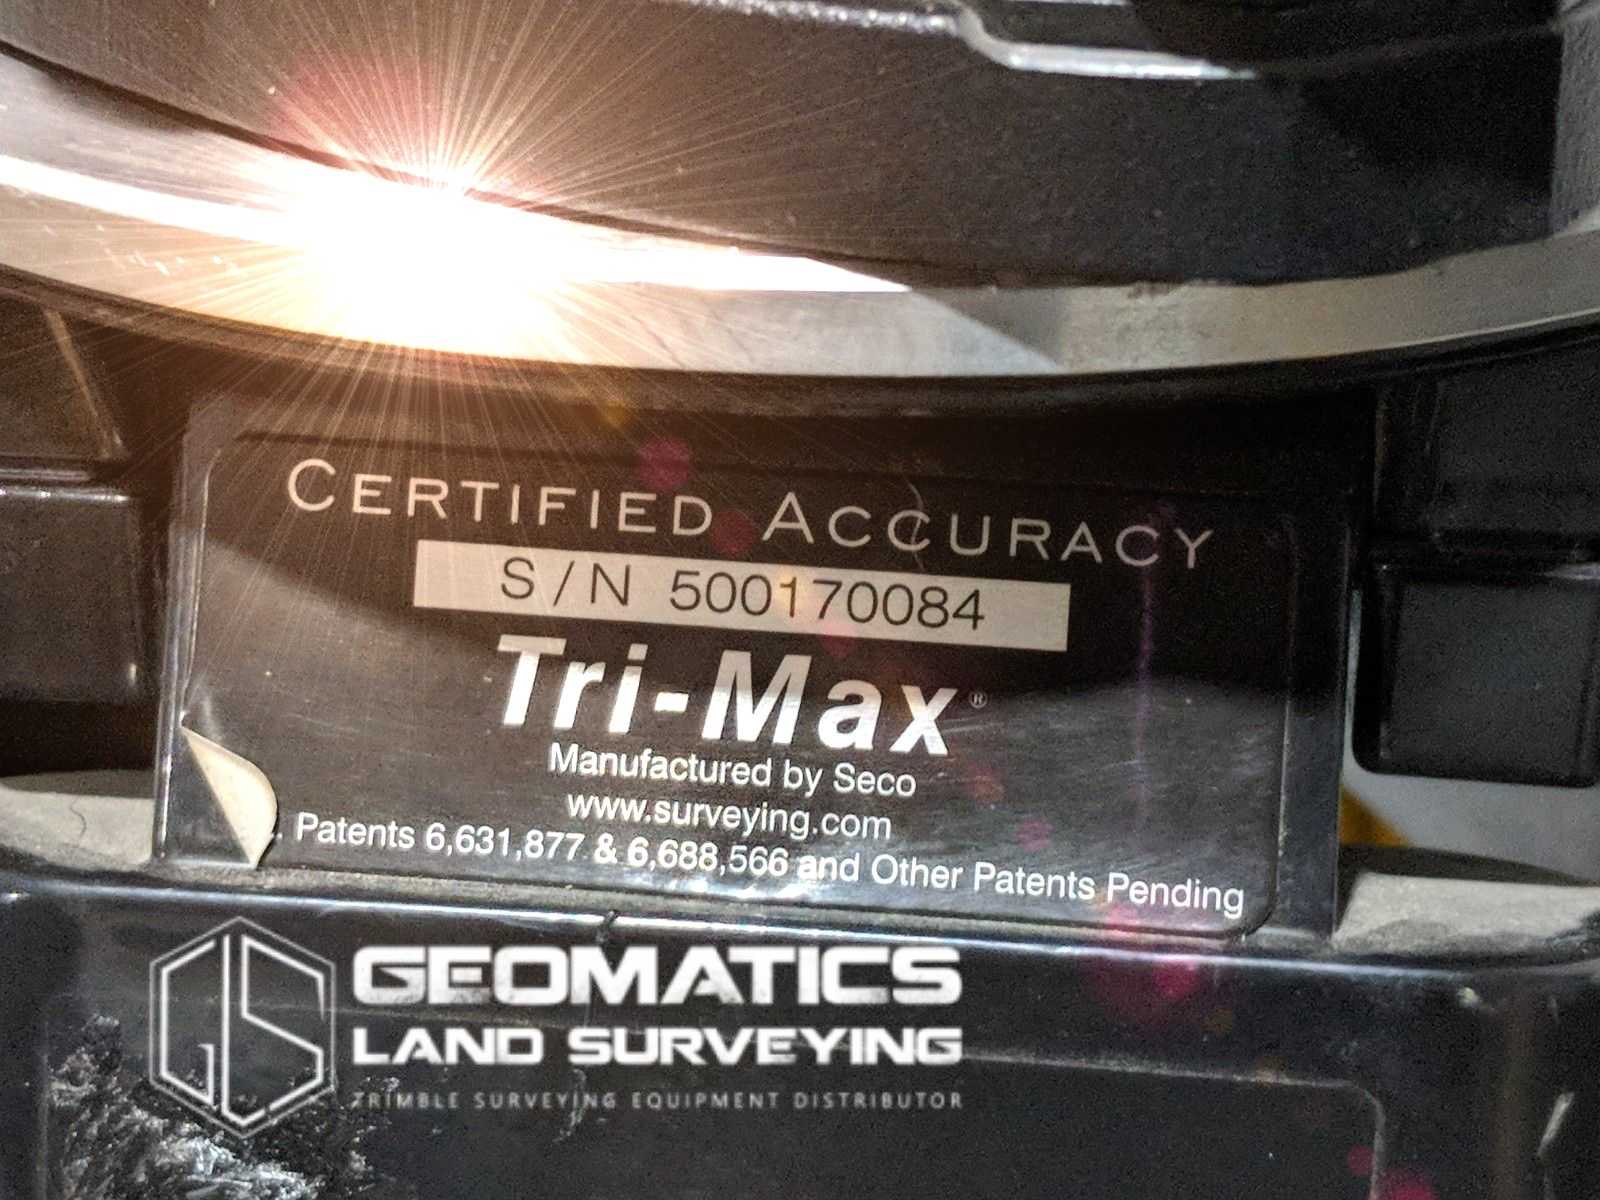 CERTIFIED ACCURACY
S/N 500170084
Tri-Max®
Manufactured by Seco
www.surveying.com
. Patents 6,631,877 & 6,688,566 and Other Patents Pending
GLS
GEOMATICS
LAND SURVEYING
TRIMBLE SURVEYING EQUIPMENT DISTRIBUTOR